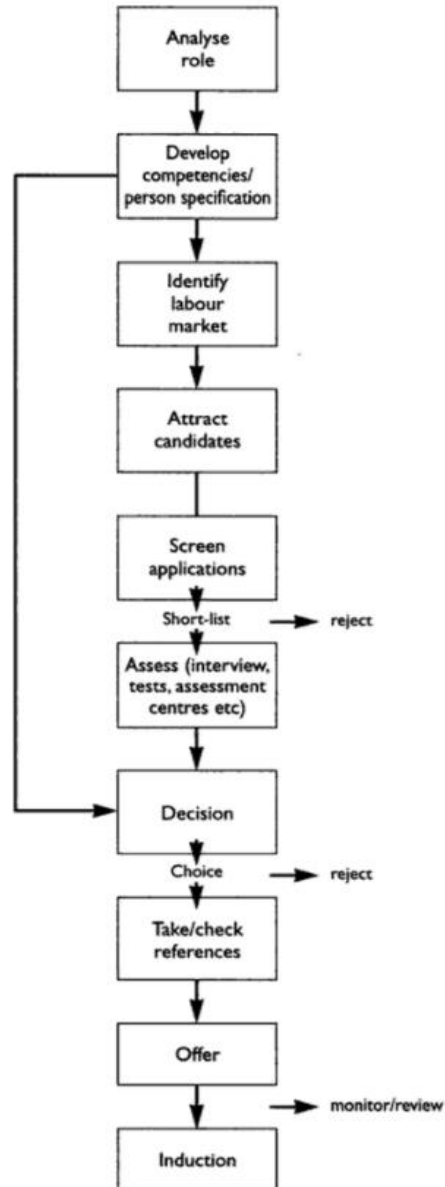 Analyse
role
Develop
competencies/
person specification
Identify
labour
market
Attract
candidates
Screen
applications
Short-list
reject
Assess (interview,
tests, assessment
centres etc)
Decision
Choice
reject
Take/check
references
Offer
monitor/review
Induction